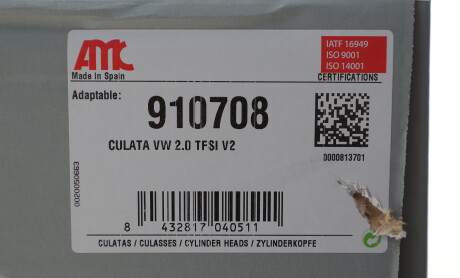 AMC
Made In Spain
IATF 16949
ISO 9001
ISO 14001
CERTIFICATIONS
Adaptable:
910708
CULATA VW 2.0 TFSI V2
0000813701
0020050663
8 432817 040511
CULATAS / CULASSES / CYLINDER HEADS / ZYLINDERKOPFE